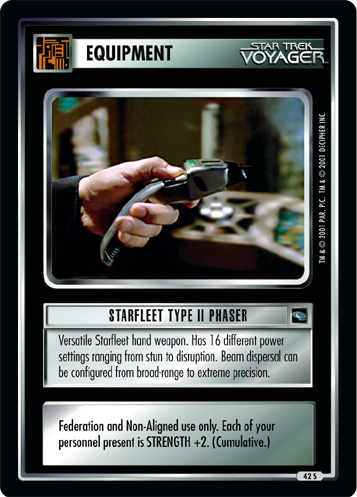 EQUIPMENT
STAR TREK
VOYAGER™
TM & © 2001 PAR. PIC. TM & © 2001 DECIPHER INC.
STARFLEET TYPE II PHASER
Versatile Starfleet hand weapon. Has 16 different power
settings ranging from stun to disruption. Beam dispersal can
be configured from broad-range to extreme precision.
Federation and Non-Aligned use only. Each of your
personnel present is STRENGTH +2. (Cumulative.)
42 S